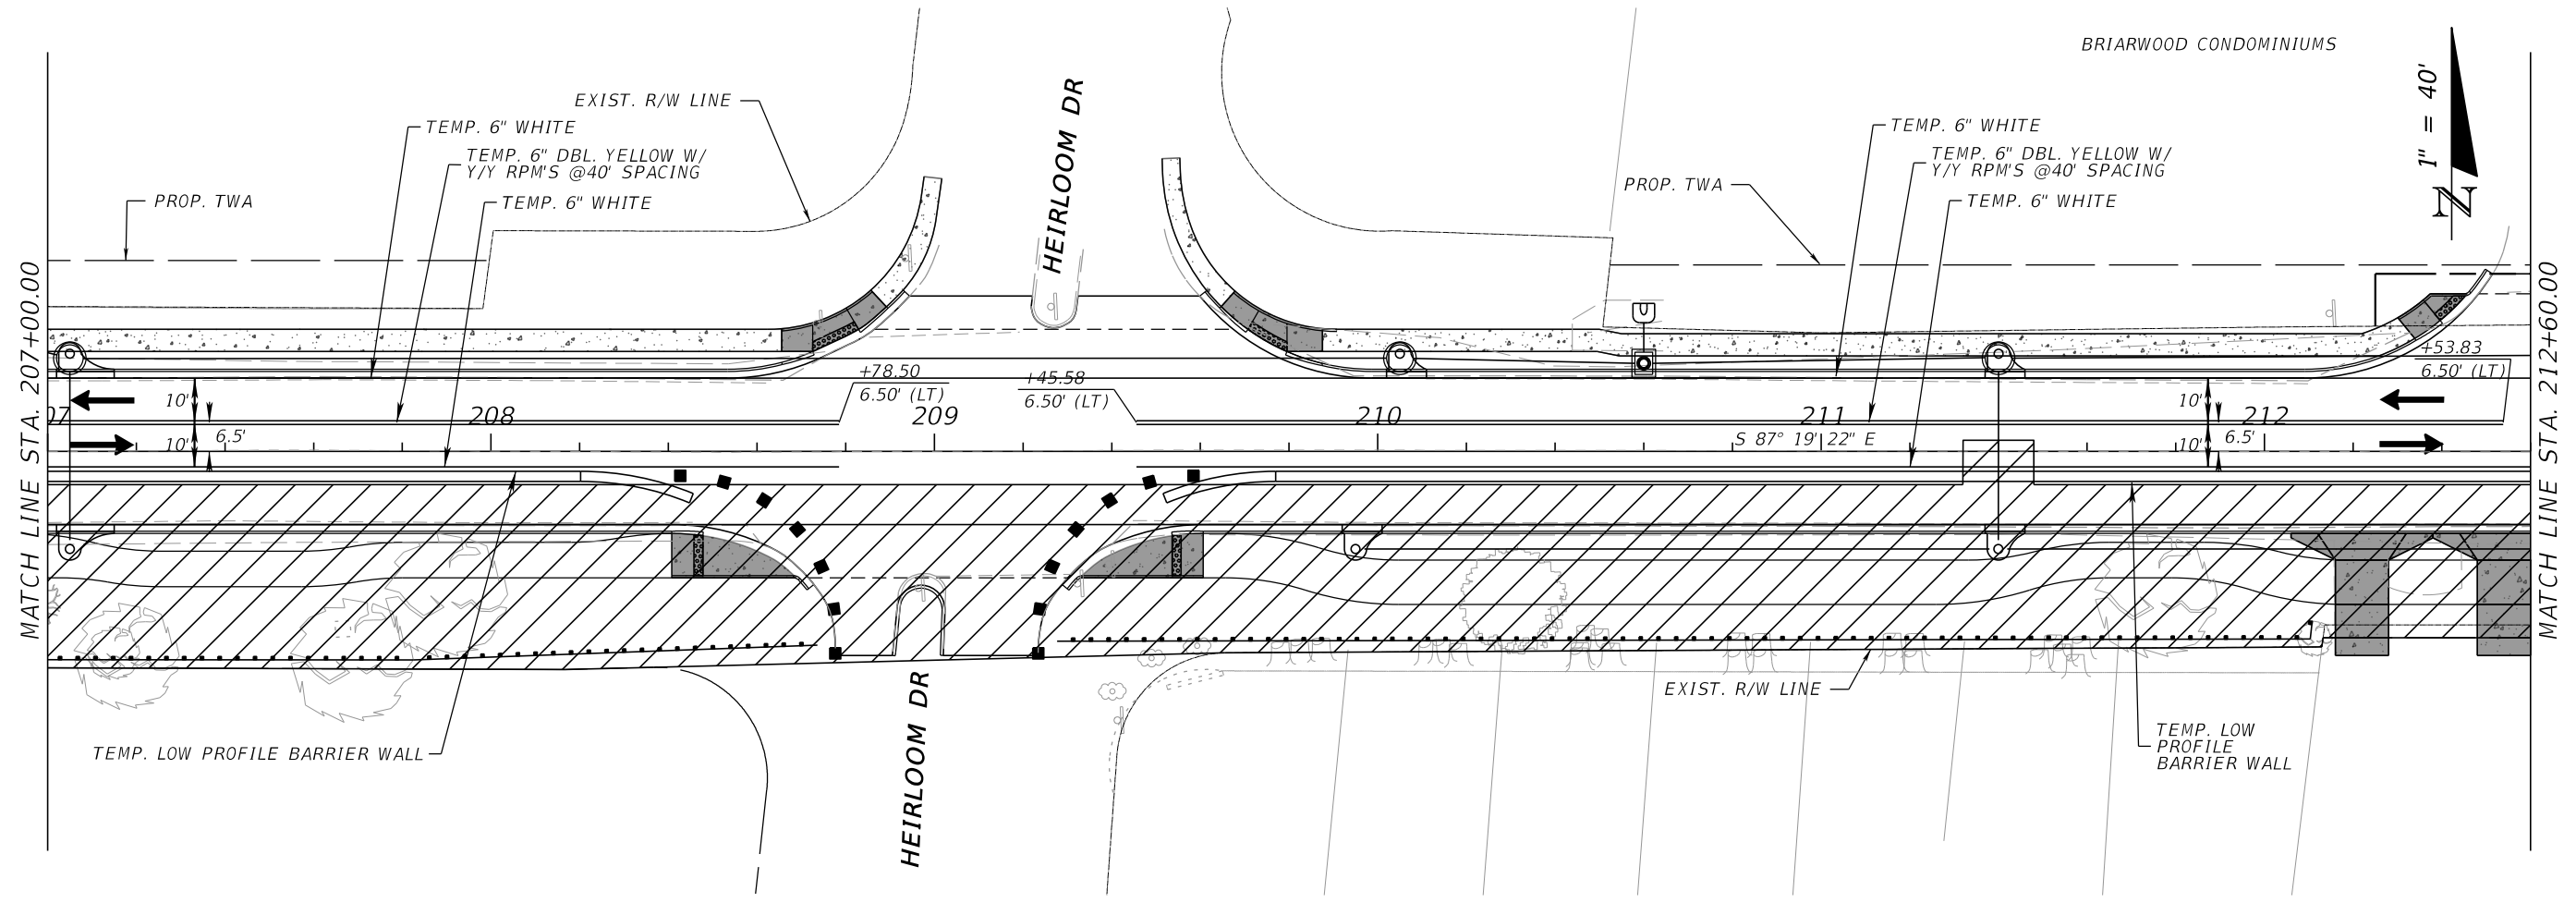 BRIARWOOD CONDOMINIUMS
1" = 40'
N
EXIST. R/W LINE
TEMP. 6" WHITE
TEMP. 6" DBL. YELLOW W/
Y/Y RPM'S @40' SPACING
TEMP. 6" WHITE
PROP. TWA
HEIRLOOM DR
TEMP. 6" WHITE
TEMP. 6" DBL. YELLOW W/
Y/Y RPM'S @40' SPACING
TEMP. 6" WHITE
PROP. TWA
MATCH LINE STA. 207+00.00
MATCH LINE STA. 212+60.00
+78.50
6.50' (LT)
+45.58
6.50' (LT)
+53.83
6.50' (LT)
10'
10'
6.5'
07
208
209
210
211
212
S 87° 19' 22" E
10'
10'
6.5'
EXIST. R/W LINE
HEIRLOOM DR
TEMP. LOW PROFILE BARRIER WALL
TEMP. LOW
PROFILE
BARRIER WALL